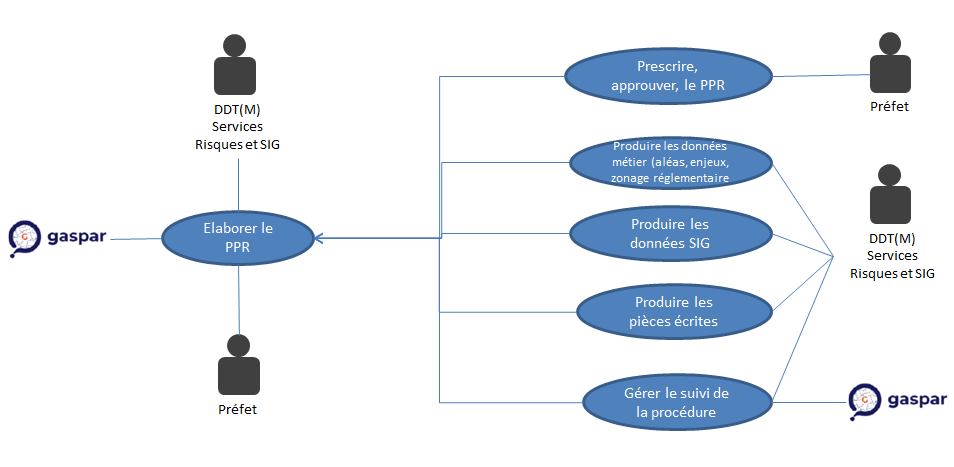 DDT(M)
Services
Risques et SIG
gaspar
Elaborer le
PPR
Préfet
Prescrire,
approuver, le PPR
Préfet
Produire les données
métier (aléas, enjeux,
zonage réglementaire
Produire les
données SIG
DDT(M)
Services
Risques et SIG
Produire les
pièces écrites
Gérer le suivi de
la procédure
gaspar